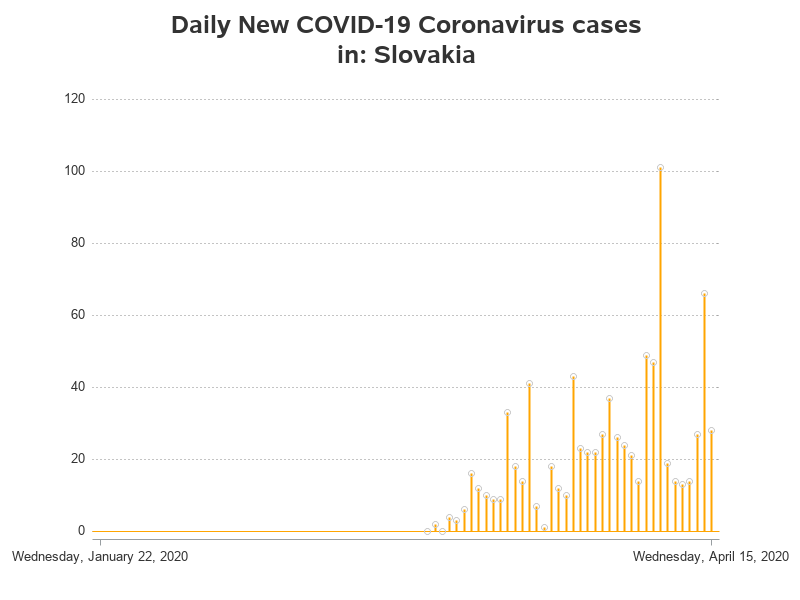 Daily New COVID-19 Coronavirus cases
in: Slovakia
120
100
80
60
40
20
0
Wednesday, January 22, 2020
Wednesday, April 15, 2020